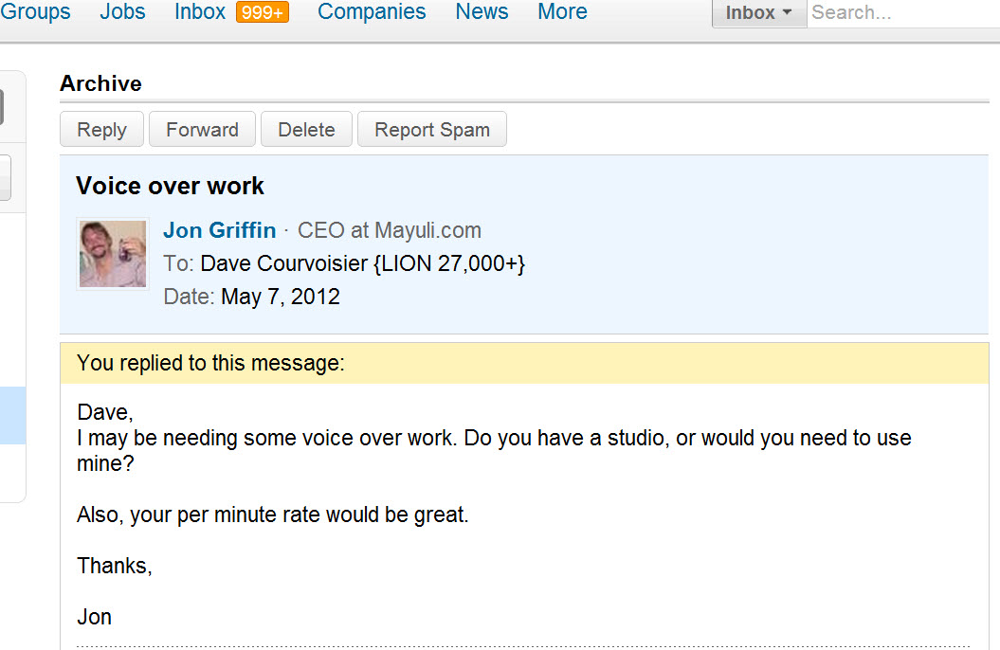 Groups Jobs Inbox 999+ Companies News More Inbox Search...
Archive
Reply Forward Delete Report Spam
Voice over work
Jon Griffin · CEO at Mayuli.com
To: Dave Courvoisier {LION 27,000+}
Date: May 7, 2012
You replied to this message:
Dave,
I may be needing some voice over work. Do you have a studio, or would you need to use
mine?
Also, your per minute rate would be great.
Thanks,
Jon